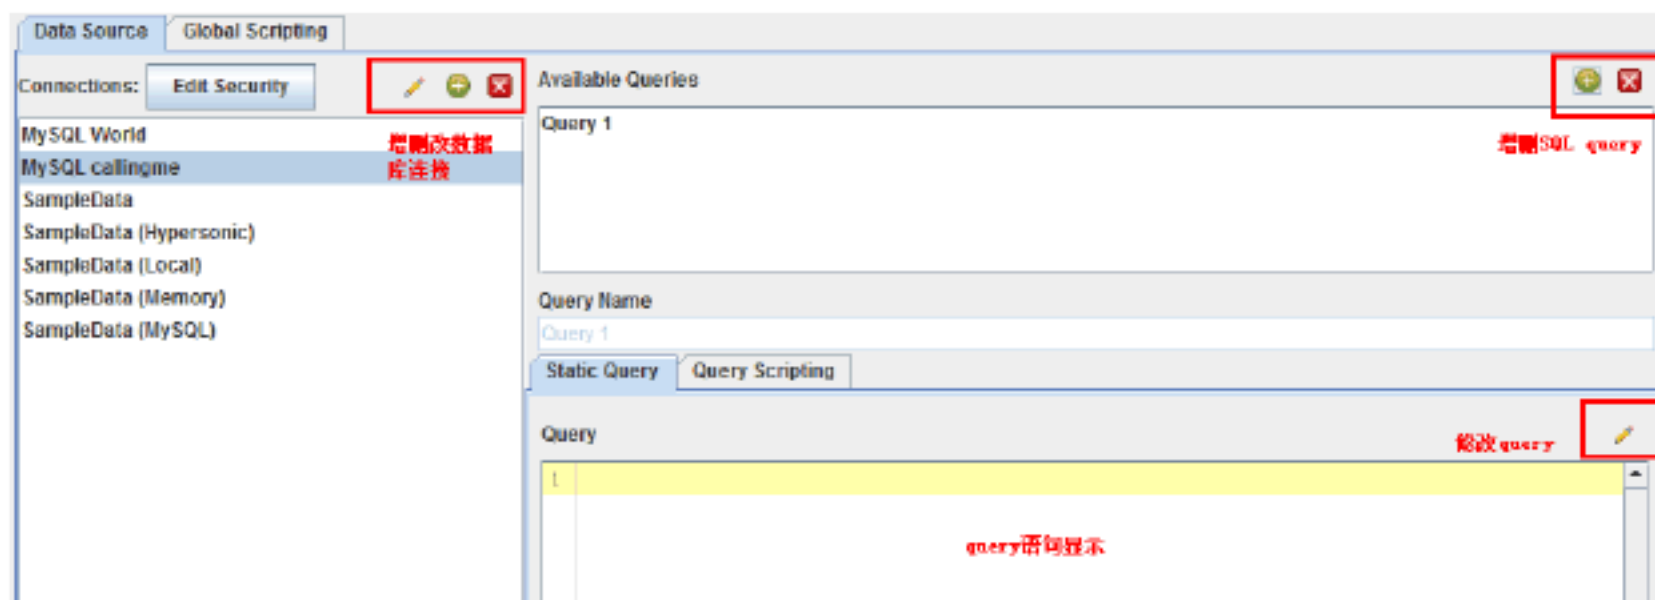 Data Source
Global Scripting
Connections:
Edit Security
Available Queries
MySQL World
MySQL callingme
SampleData
SampleData (Hypersonic)
SampleData (Local)
SampleData (Memory)
SampleData (MySQL)
增删改数据
库连接
Query 1
增删SQL query
Query Name
Query 1
Static Query
Query Scripting
Query
修改query
1
query语句显示